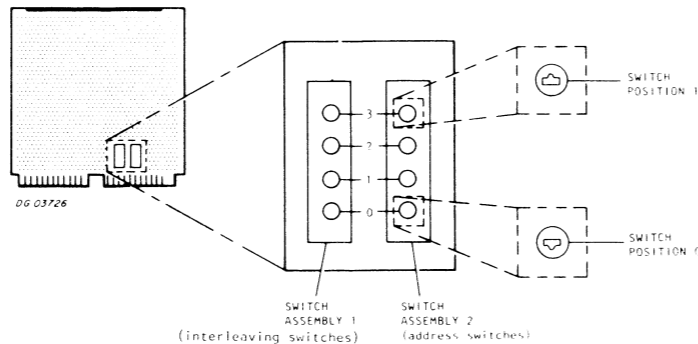 DG 03726
3
2
1
0
SWITCH
POSITION 1
SWITCH
POSITION
SWITCH
ASSEMBLY 1
(interleaving switches)
SWITCH
ASSEMBLY 2
(address switches)